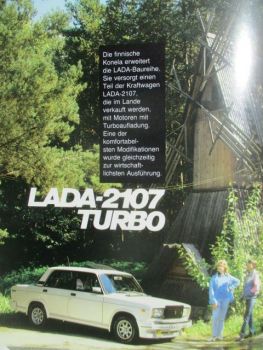 Die finnische
Konela erweitert
die LADA-Baureihe.
Sie versorgt einen
Teil der Kraftwagen
LADA-2107,
die im Lande
verkauft werden,
mit Motoren mit
Turboaufladung.
Eine der
komfortabel-
sten Modifikationen
wurde gleichzeitig
zur wirtschaft-
lichsten Ausführung.
LADA-2107
TURBO